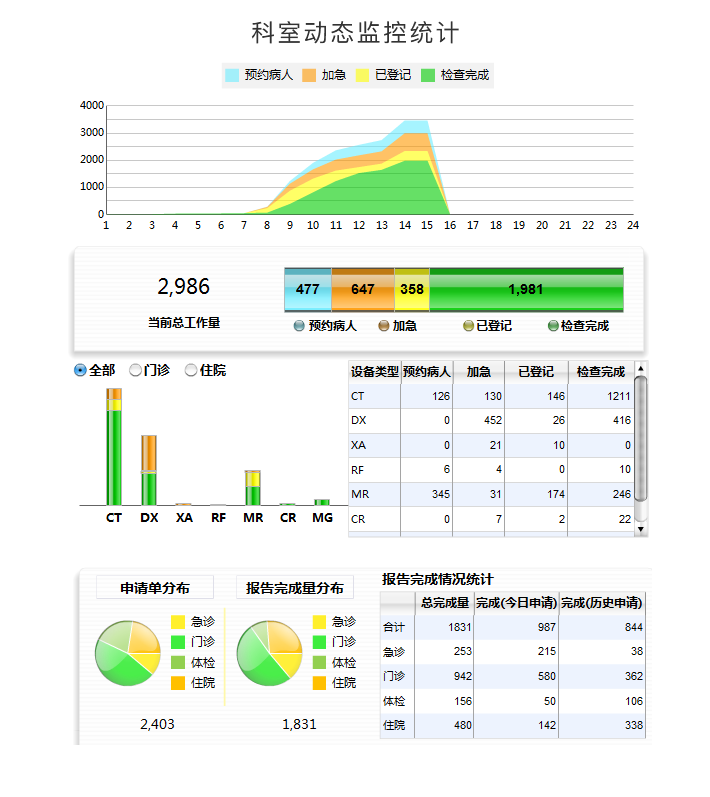 科室动态监控统计
预约病人 加急 已登记 检查完成
4000
3000
2000
1000
0
1 2 3 4 5 6 7 8 9 10 11 12 13 14 15 16 17 18 19 20 21 22 23 24
2,986
当前总工作量
477 647 358 1,981
预约病人 加急 已登记 检查完成
全部 门诊 住院
CT DX XA RF MR CR MG
设备类型 预约病人 加急 已登记 检查完成
CT 126 130 146 1211
DX 0 452 26 416
XA 0 21 10 0
RF 6 4 0 10
MR 345 31 174 246
CR 0 7 2 22
申请单分布
急诊
门诊
体检
住院
2,403
报告完成量分布
急诊
门诊
体检
住院
1,831
报告完成情况统计
总完成量 完成(今日申请) 完成(历史申请)
合计 1831 987 844
急诊 253 215 38
门诊 942 580 362
体检 156 50 106
住院 480 142 338